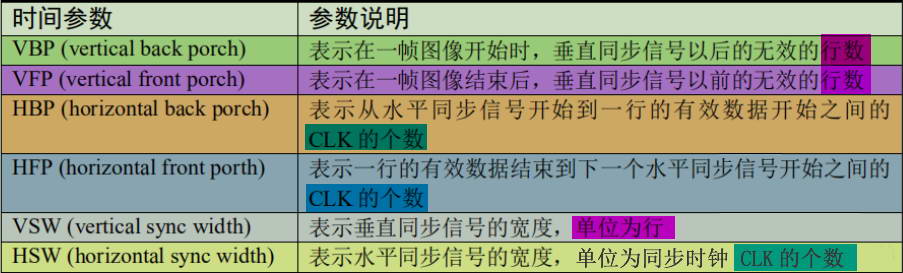 时间参数 参数说明
VBP (vertical back porch) 表示在一帧图像开始时，垂直同步信号以后的无效的行数
VFP (vertical front porch) 表示在一帧图像结束后，垂直同步信号以前的无效的行数
HBP (horizontal back porch) 表示从水平同步信号开始到一行的有效数据开始之间的
CLK 的个数
HFP (horizontal front porth) 表示一行的有效数据结束到下一个水平同步信号开始之间的
CLK 的个数
VSW (vertical sync width) 表示垂直同步信号的宽度，单位为行
HSW (horizontal sync width) 表示水平同步信号的宽度，单位为同步时钟 CLK 的个数